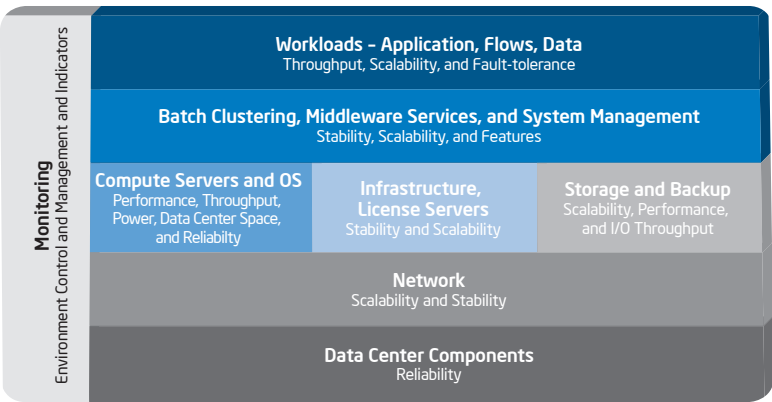 Monitoring
Environment Control and Management and Indicators
Workloads – Application, Flows, Data
Throughput, Scalability, and Fault-tolerance
Batch Clustering, Middleware Services, and System Management
Stability, Scalability, and Features
Compute Servers and OS
Performance, Throughput,
Power, Data Center Space,
and Reliabilty
Infrastructure,
License Servers
Stability and Scalability
Storage and Backup
Scalability, Performance,
and I/O Throughput
Network
Scalability and Stability
Data Center Components
Reliability